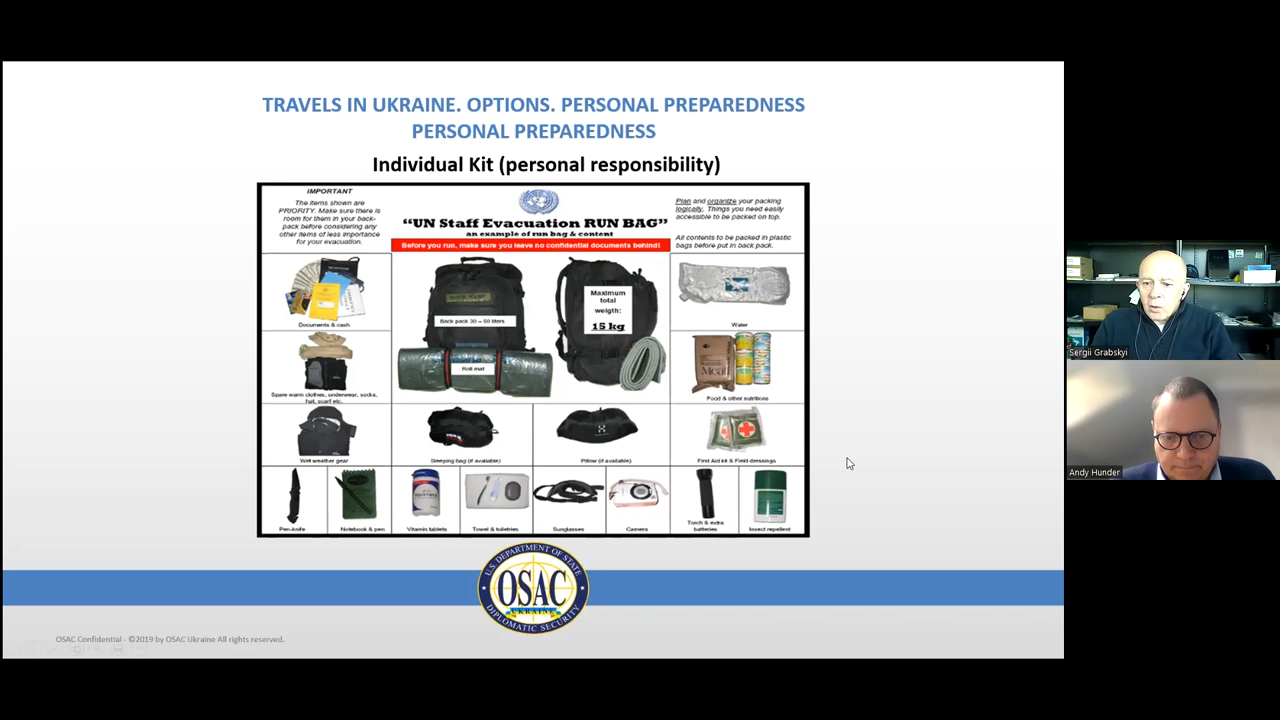 TRAVELS IN UKRAINE. OPTIONS. PERSONAL PREPAREDNESS
PERSONAL PREPAREDNESS
Individual Kit (personal responsibility)
IMPORTANT
The items shown are
PRIORITY. Make sure there is
room for them in your back-
pack before considering any
other items of less importance
for your evacuation.
"UN Staff Evacuation RUN BAG"
an example of run bag & content
Before you run, make sure you leave no confidential documents behind!
Plan and organize your packing
logically. Things you need easily
accessible to be packed on top.
All contents to be packed in plastic
bags before put in back pack.
Documents & cash
Back pack 30 – 50 liters
Roll mat
Maximum
total
weigth:
15 kg
Water
Spare warm clothes, underwear, socks,
hat, scarf etc.
Food & other nutritions
Wet weather gear
Sleeping bag (if available)
Pillow (if available)
First Aid kit & Field dressings
Pen-knife
Notebook & pen
Vitamin tablets
Towel & toiletries
Sunglasses
Camera
Torch & extra
batteries
Insect repellent
U.S. DEPARTMENT OF STATE
OSAC
UKRAINE
DIPLOMATIC SECURITY
OSAC Confidential - ©2019 by OSAC Ukraine All rights reserved.
Sergii Grabskyi
Andy Hunder